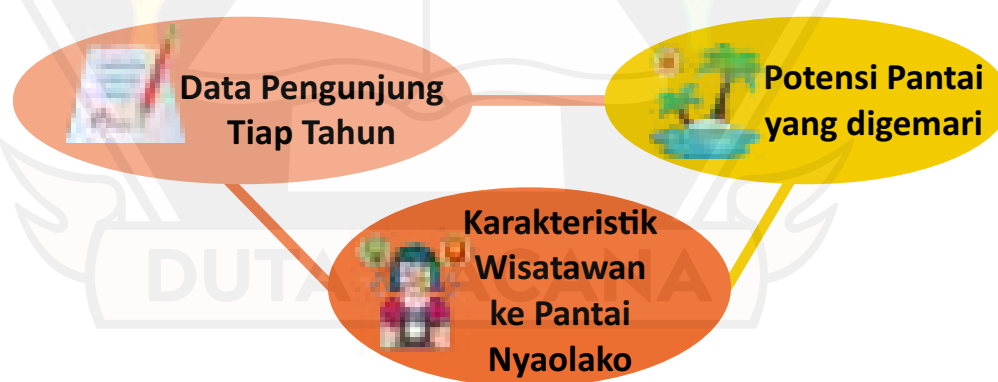 Data Pengunjung
Tiap Tahun
Potensi Pantai
yang digemari
Karakteristik
Wisatawan
ke Pantai
Nyaolako
DUTA WACANA